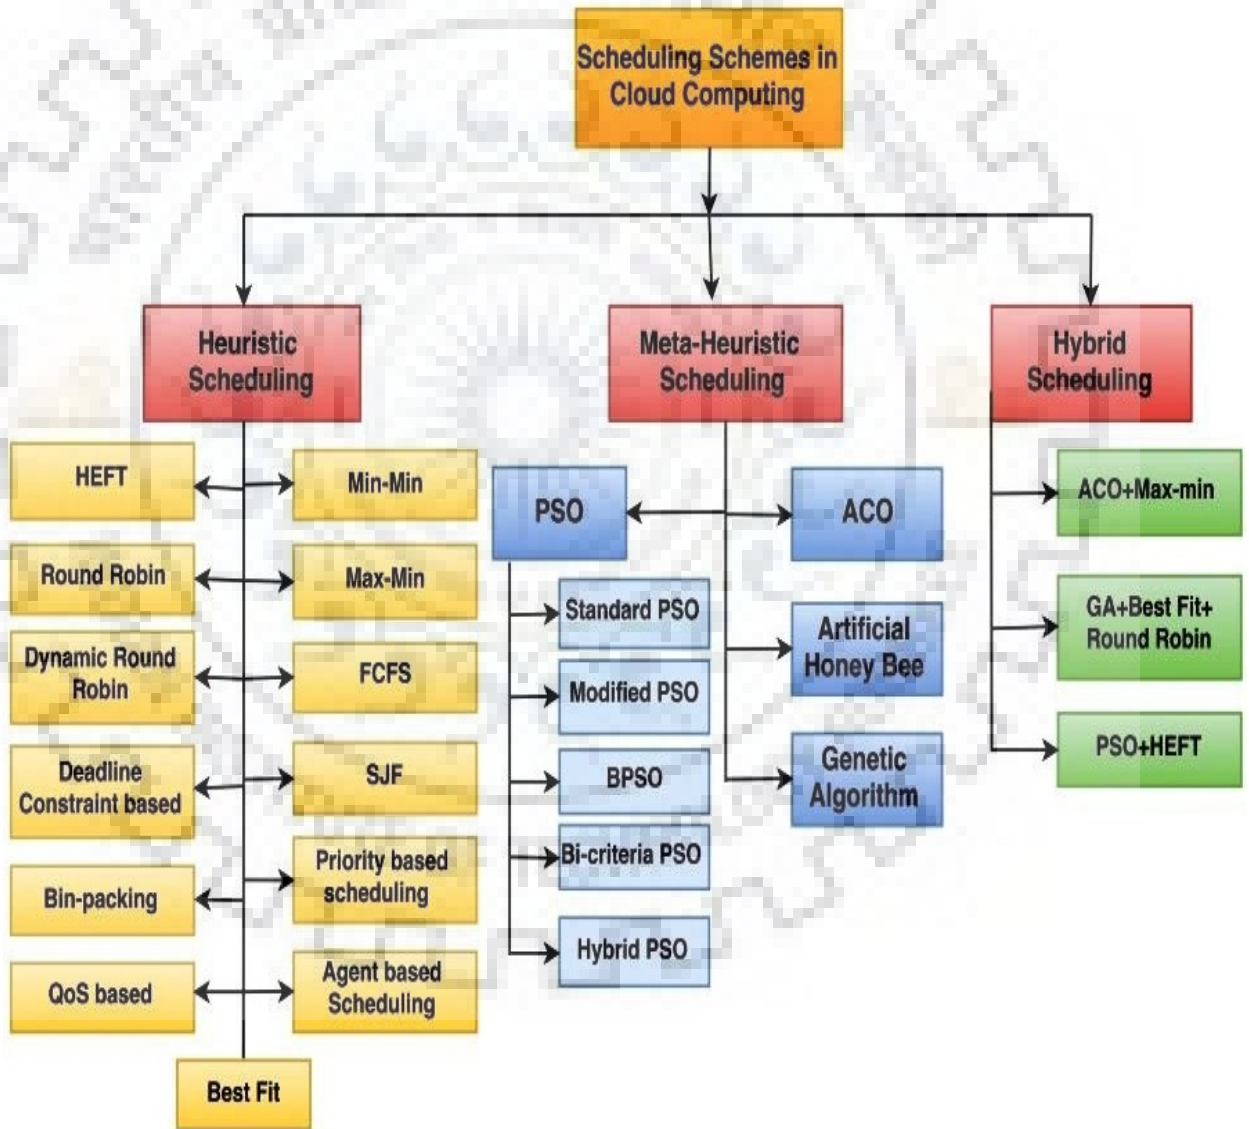 Scheduling Schemes in
Cloud Computing
Heuristic
Scheduling
Meta-Heuristic
Scheduling
Hybrid
Scheduling
HEFT
Min-Min
Round Robin
Max-Min
Dynamic Round
Robin
FCFS
Deadline
Constraint based
SJF
Bin-packing
Priority based
scheduling
QoS based
Agent based
Scheduling
Best Fit
PSO
ACO
Standard PSO
Modified PSO
BPSO
Bi-criteria PSO
Hybrid PSO
Artificial
Honey Bee
Genetic
Algorithm
ACO+Max-min
GA+Best Fit+
Round Robin
PSO+HEFT